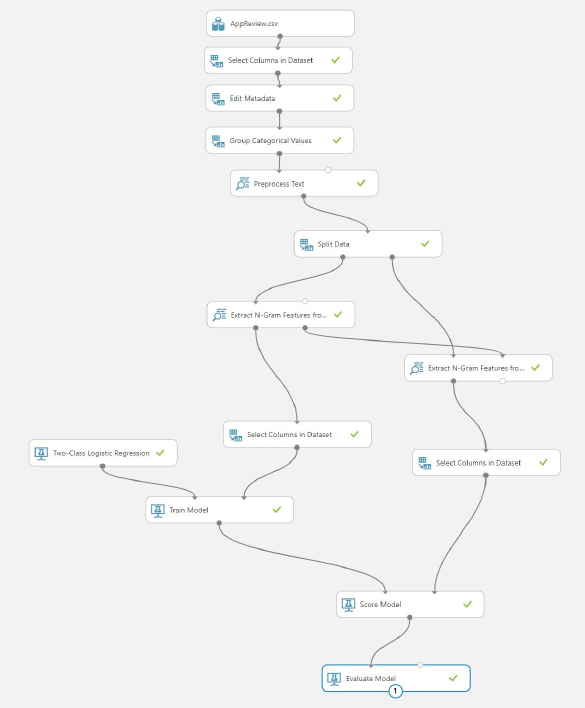 AppReview.csv
Select Columns in Dataset
Edit Metadata
Group Categorical Values
Preprocess Text
Split Data
Extract N-Gram Features fro...
Extract N-Gram Features fro...
Select Columns in Dataset
Two-Class Logistic Regression
Select Columns in Dataset
Train Model
Score Model
Evaluate Model
1